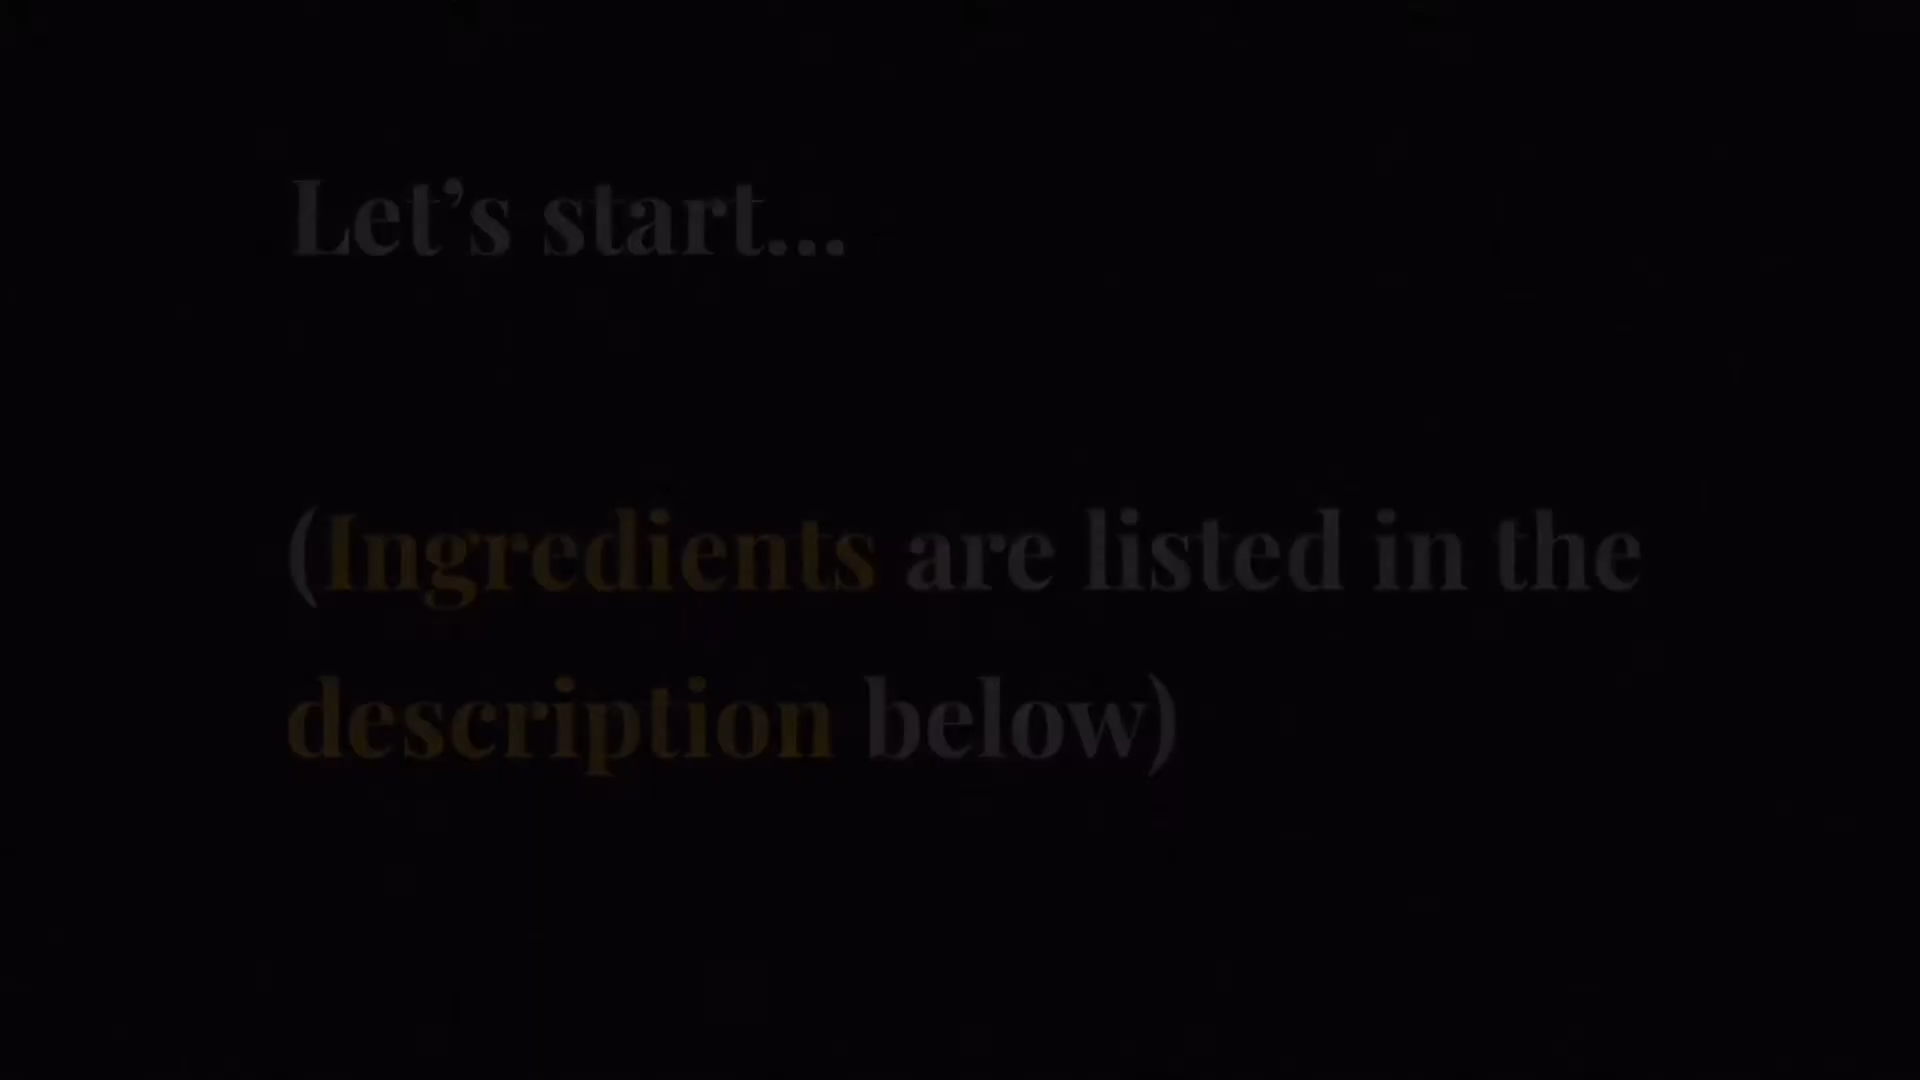 Let’s start...
(Ingredients are listed in the
description below)